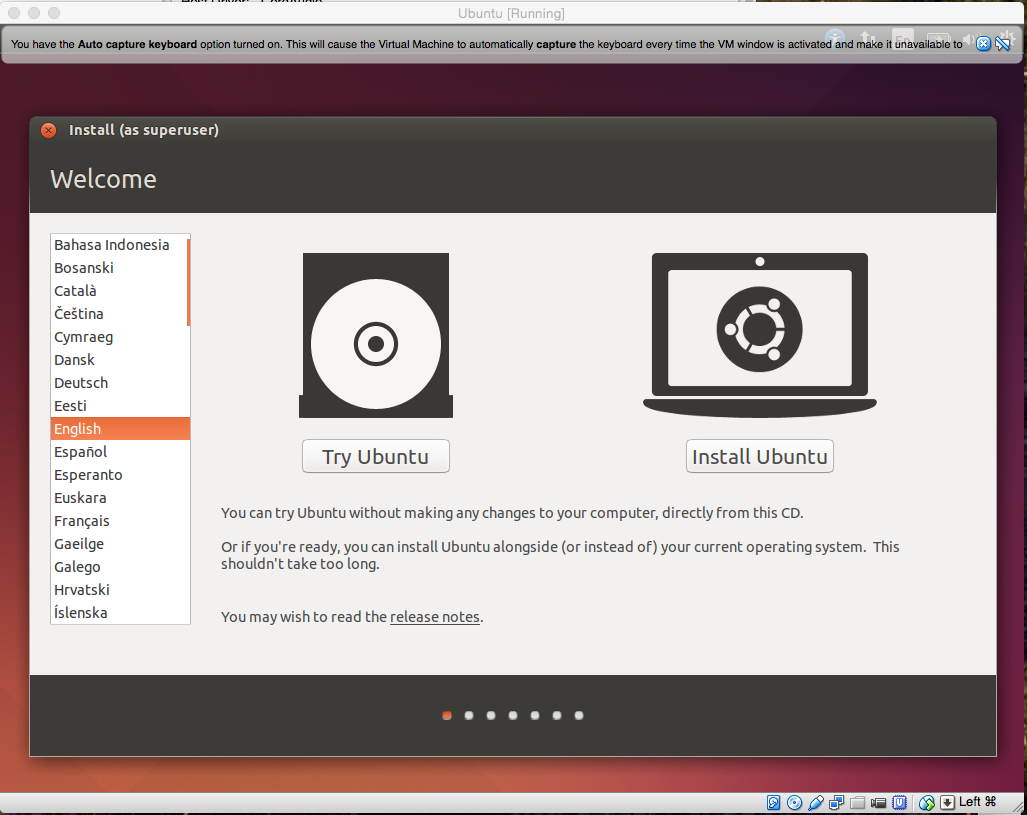 Ubuntu [Running]
You have the Auto capture keyboard option turned on. This will cause the Virtual Machine to automatically capture the keyboard every time the VM window is activated and make it unavailable to
Install (as superuser)
Welcome
Bahasa Indonesia
Bosanski
Català
Čeština
Cymraeg
Dansk
Deutsch
Eesti
English
Español
Esperanto
Euskara
Français
Gaeilge
Galego
Hrvatski
Íslenska
Try Ubuntu
Install Ubuntu
You can try Ubuntu without making any changes to your computer, directly from this CD.
Or if you're ready, you can install Ubuntu alongside (or instead of) your current operating system. This
shouldn't take too long.
You may wish to read the release notes.
Left ⌘